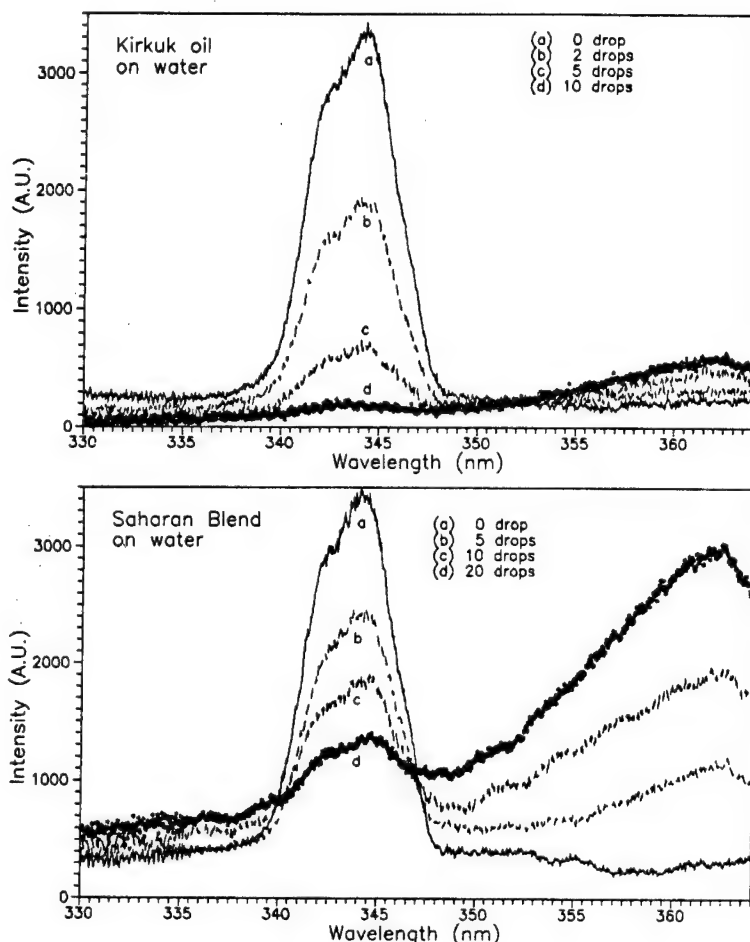 Kirkuk oil
on water
(a) 0 drop
(b) 2 drops
(c) 5 drops
(d) 10 drops
a
b
c
d
Intensity (A.U.)
3000
2000
1000
0
330 335 340 345 350 355 360
Wavelength (nm)
Saharan Blend
on water
(a) 0 drop
(b) 5 drops
(c) 10 drops
(d) 20 drops
a
b
c
d
Intensity (A.U.)
3000
2000
1000
0
330 335 340 345 350 355 360
Wavelength (nm)